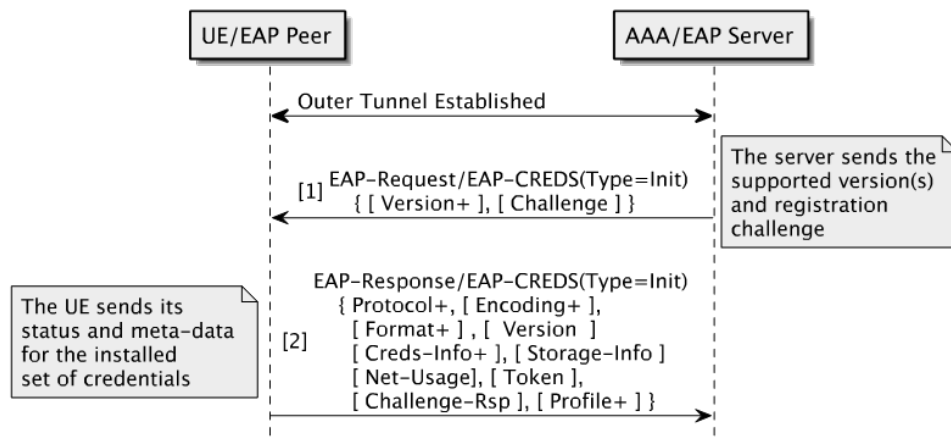 UE/EAP Peer
AAA/EAP Server
Outer Tunnel Established
The server sends the
supported version(s)
and registration
challenge
[1]
EAP-Request/EAP-CREDS(Type=Init)
{ [ Version+ ], [ Challenge ] }
The UE sends its
status and meta-data
for the installed
set of credentials
[2]
EAP-Response/EAP-CREDS(Type=Init)
{ Protocol+, [ Encoding+ ],
[ Format+ ] , [ Version ]
[ Creds-Info+ ], [ Storage-Info ]
[ Net-Usage], [ Token ],
[ Challenge-Rsp ], [ Profile+ ] }